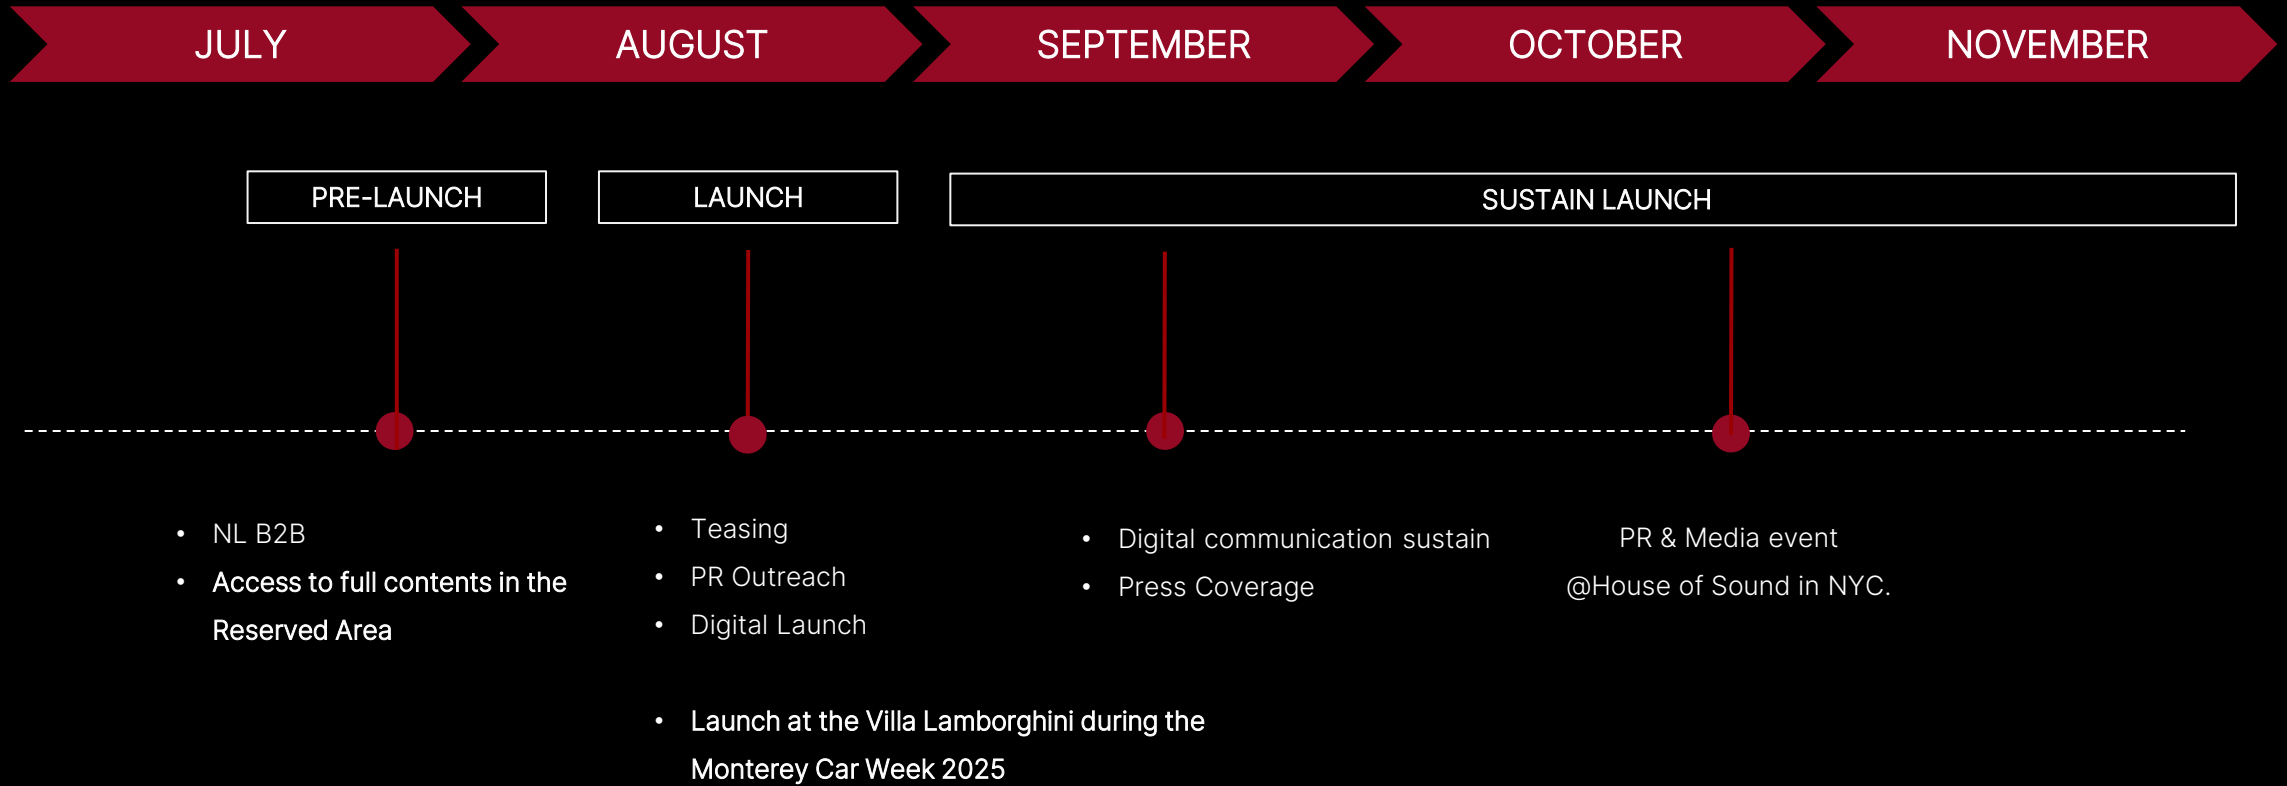 JULY
AUGUST
SEPTEMBER
OCTOBER
NOVEMBER
PRE-LAUNCH
LAUNCH
SUSTAIN LAUNCH
• NL B2B
• Access to full contents in the
Reserved Area
• Teasing
• PR Outreach
• Digital Launch
• Launch at the Villa Lamborghini during the
Monterey Car Week 2025
• Digital communication sustain
• Press Coverage
PR & Media event
@House of Sound in NYC.